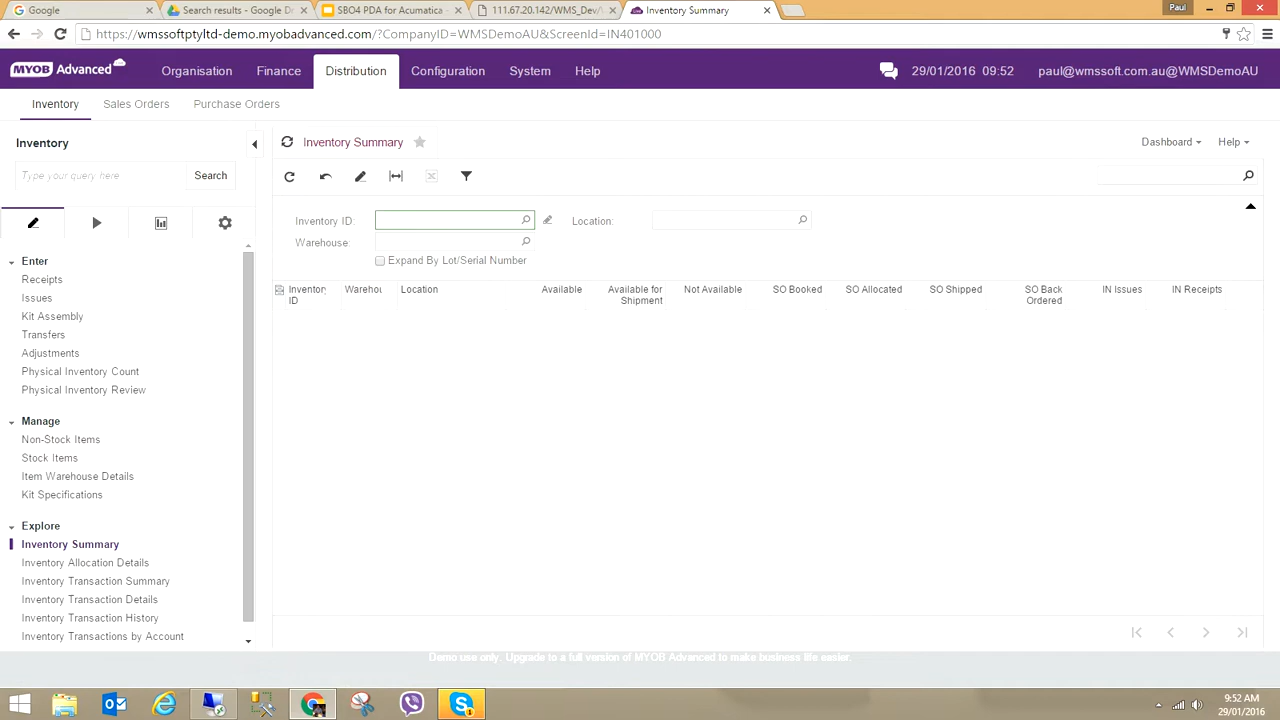 Google
Search results - Google Dr
SBO4 PDA for Acumatica -
111.67.20.142/WMS_Dev/
Inventory Summary
Paul
https://wmssoftptyltd-demo.myobadvanced.com/?CompanyID=WMSDemoAU&ScreenId=IN401000
MYOB Advanced
Organisation
Finance
Distribution
Configuration
System
Help
29/01/2016 09:52
paul@wmssoft.com.au@WMSDemoAU
Inventory
Sales Orders
Purchase Orders
Inventory
Type your query here
Search
Inventory Summary
Dashboard
Help
Inventory ID:
Location:
Warehouse:
Expand By Lot/Serial Number
Enter
Receipts
Issues
Kit Assembly
Transfers
Adjustments
Physical Inventory Count
Physical Inventory Review
Manage
Non-Stock Items
Stock Items
Item Warehouse Details
Kit Specifications
Explore
Inventory Summary
Inventory Allocation Details
Inventory Transaction Summary
Inventory Transaction Details
Inventory Transaction History
Inventory Transactions by Account
Inventory ID
Warehou
Location
Available
Available for Shipment
Not Available
SO Booked
SO Allocated
SO Shipped
SO Back Ordered
IN Issues
IN Receipts
Demo use only. Upgrade to a full version of MYOB Advanced to make business life easier.
9:52 AM
29/01/2016